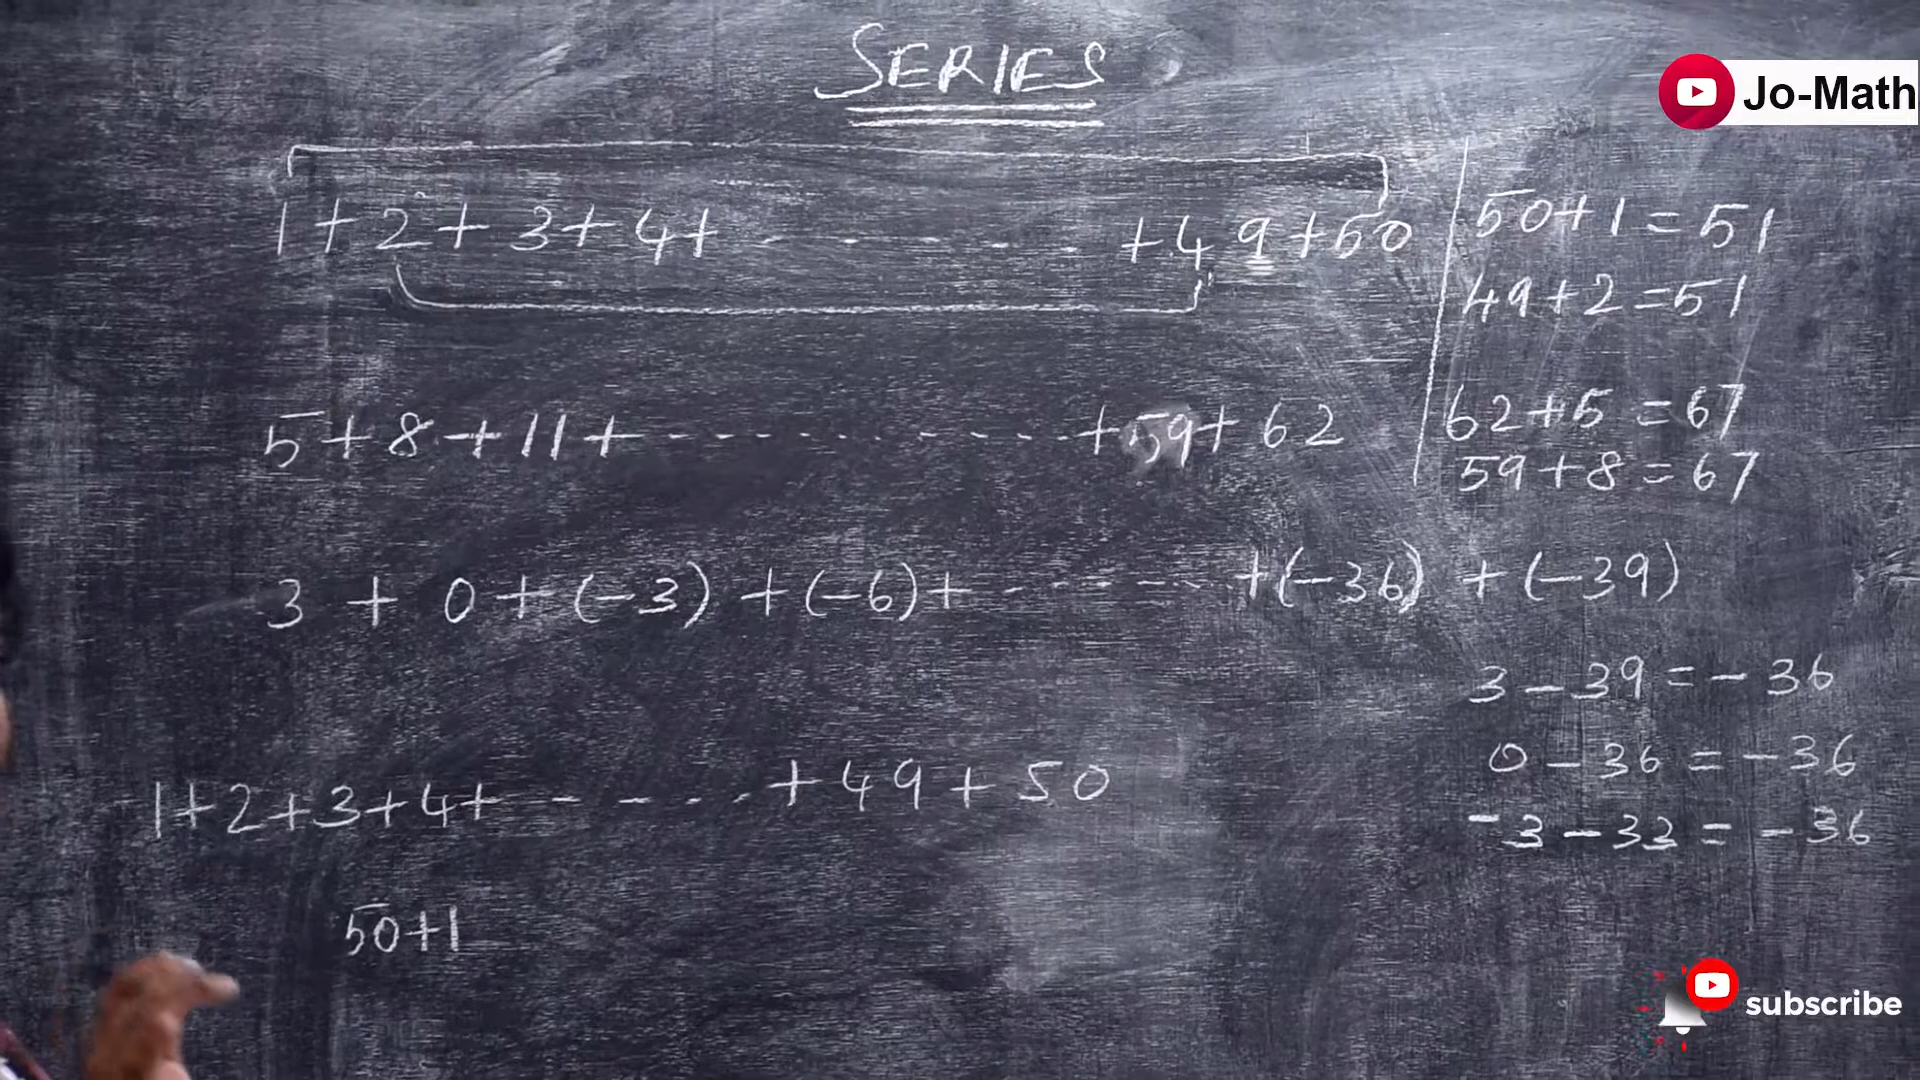 SERIES
Jo-Math
1+2+3+4+ - - - - - - - +49+50
50+1=51
49+2=51
5+8+11+ - - - - - - - - - - - +59+62
62+5=67
59+8=67
3+0+(-3)+(-6)+ - - - - - - +(-36)+(-39)
3-39=-36
0-36=-36
-3-33=-36
1+2+3+4+ - - - - - +49+50
50+1
subscribe